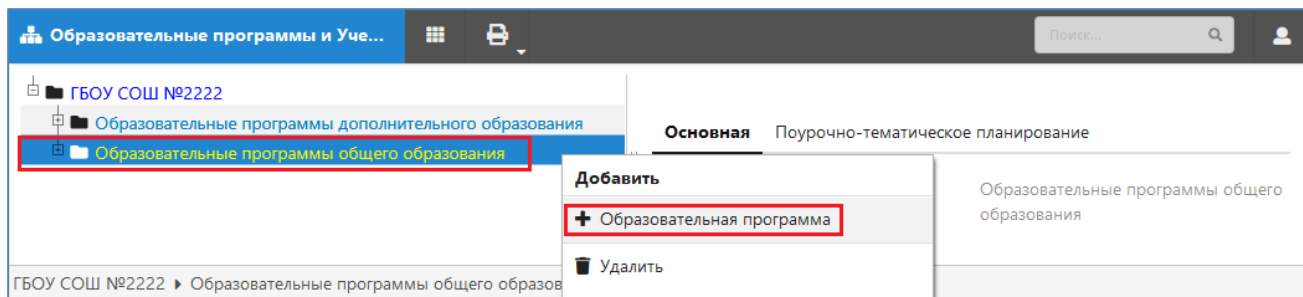 Образовательные программы и Уче...
Поиск...
ГБОУ СОШ №2222
Образовательные программы дополнительного образования
Образовательные программы общего образования
Основная Поурочно-тематическое планирование
Добавить
Образовательная программа
Удалить
Образовательные программы общего
образования
ГБОУ СОШ №2222 Образовательные программы общего образов